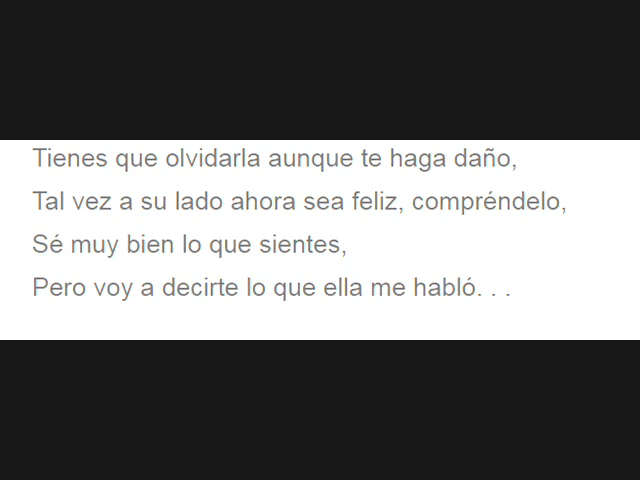 Tienes que olvidarla aunque te haga daño,
Tal vez a su lado ahora sea feliz, compréndelo,
Sé muy bien lo que sientes,
Pero voy a decirte lo que ella me habló. . .